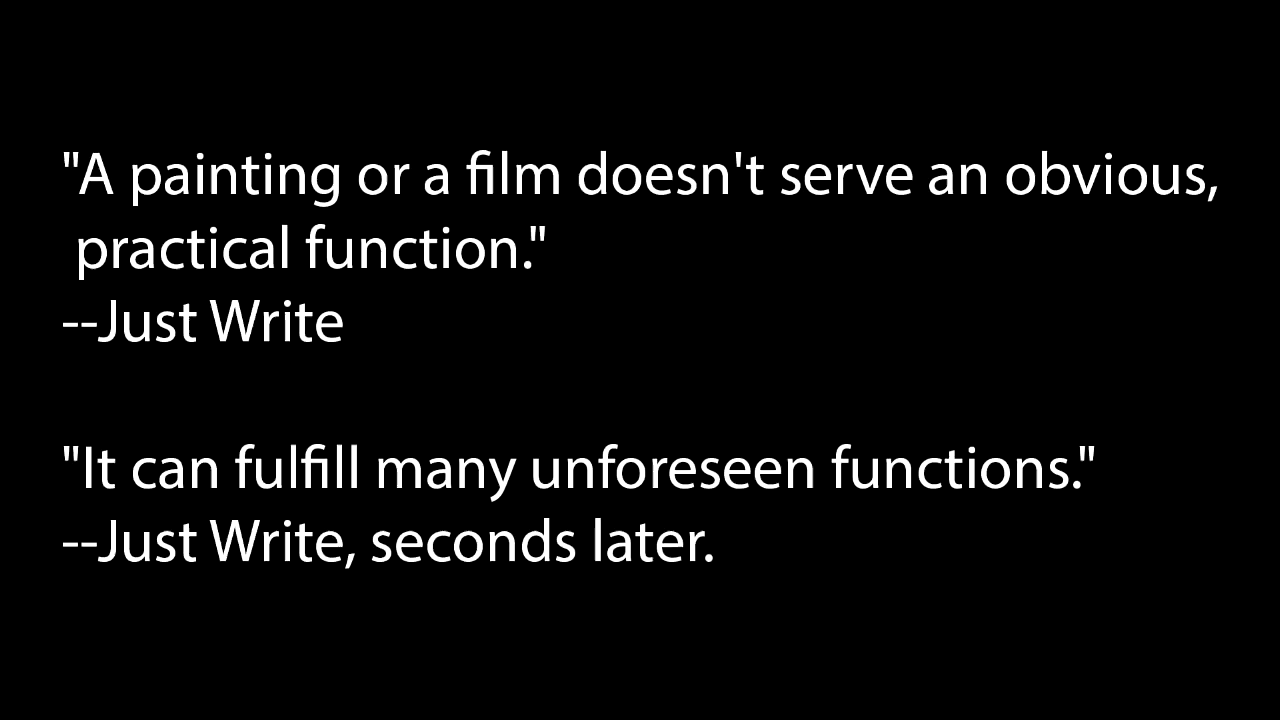 "A painting or a film doesn't serve an obvious,
practical function."
--Just Write
"It can fulfill many unforeseen functions."
--Just Write, seconds later.